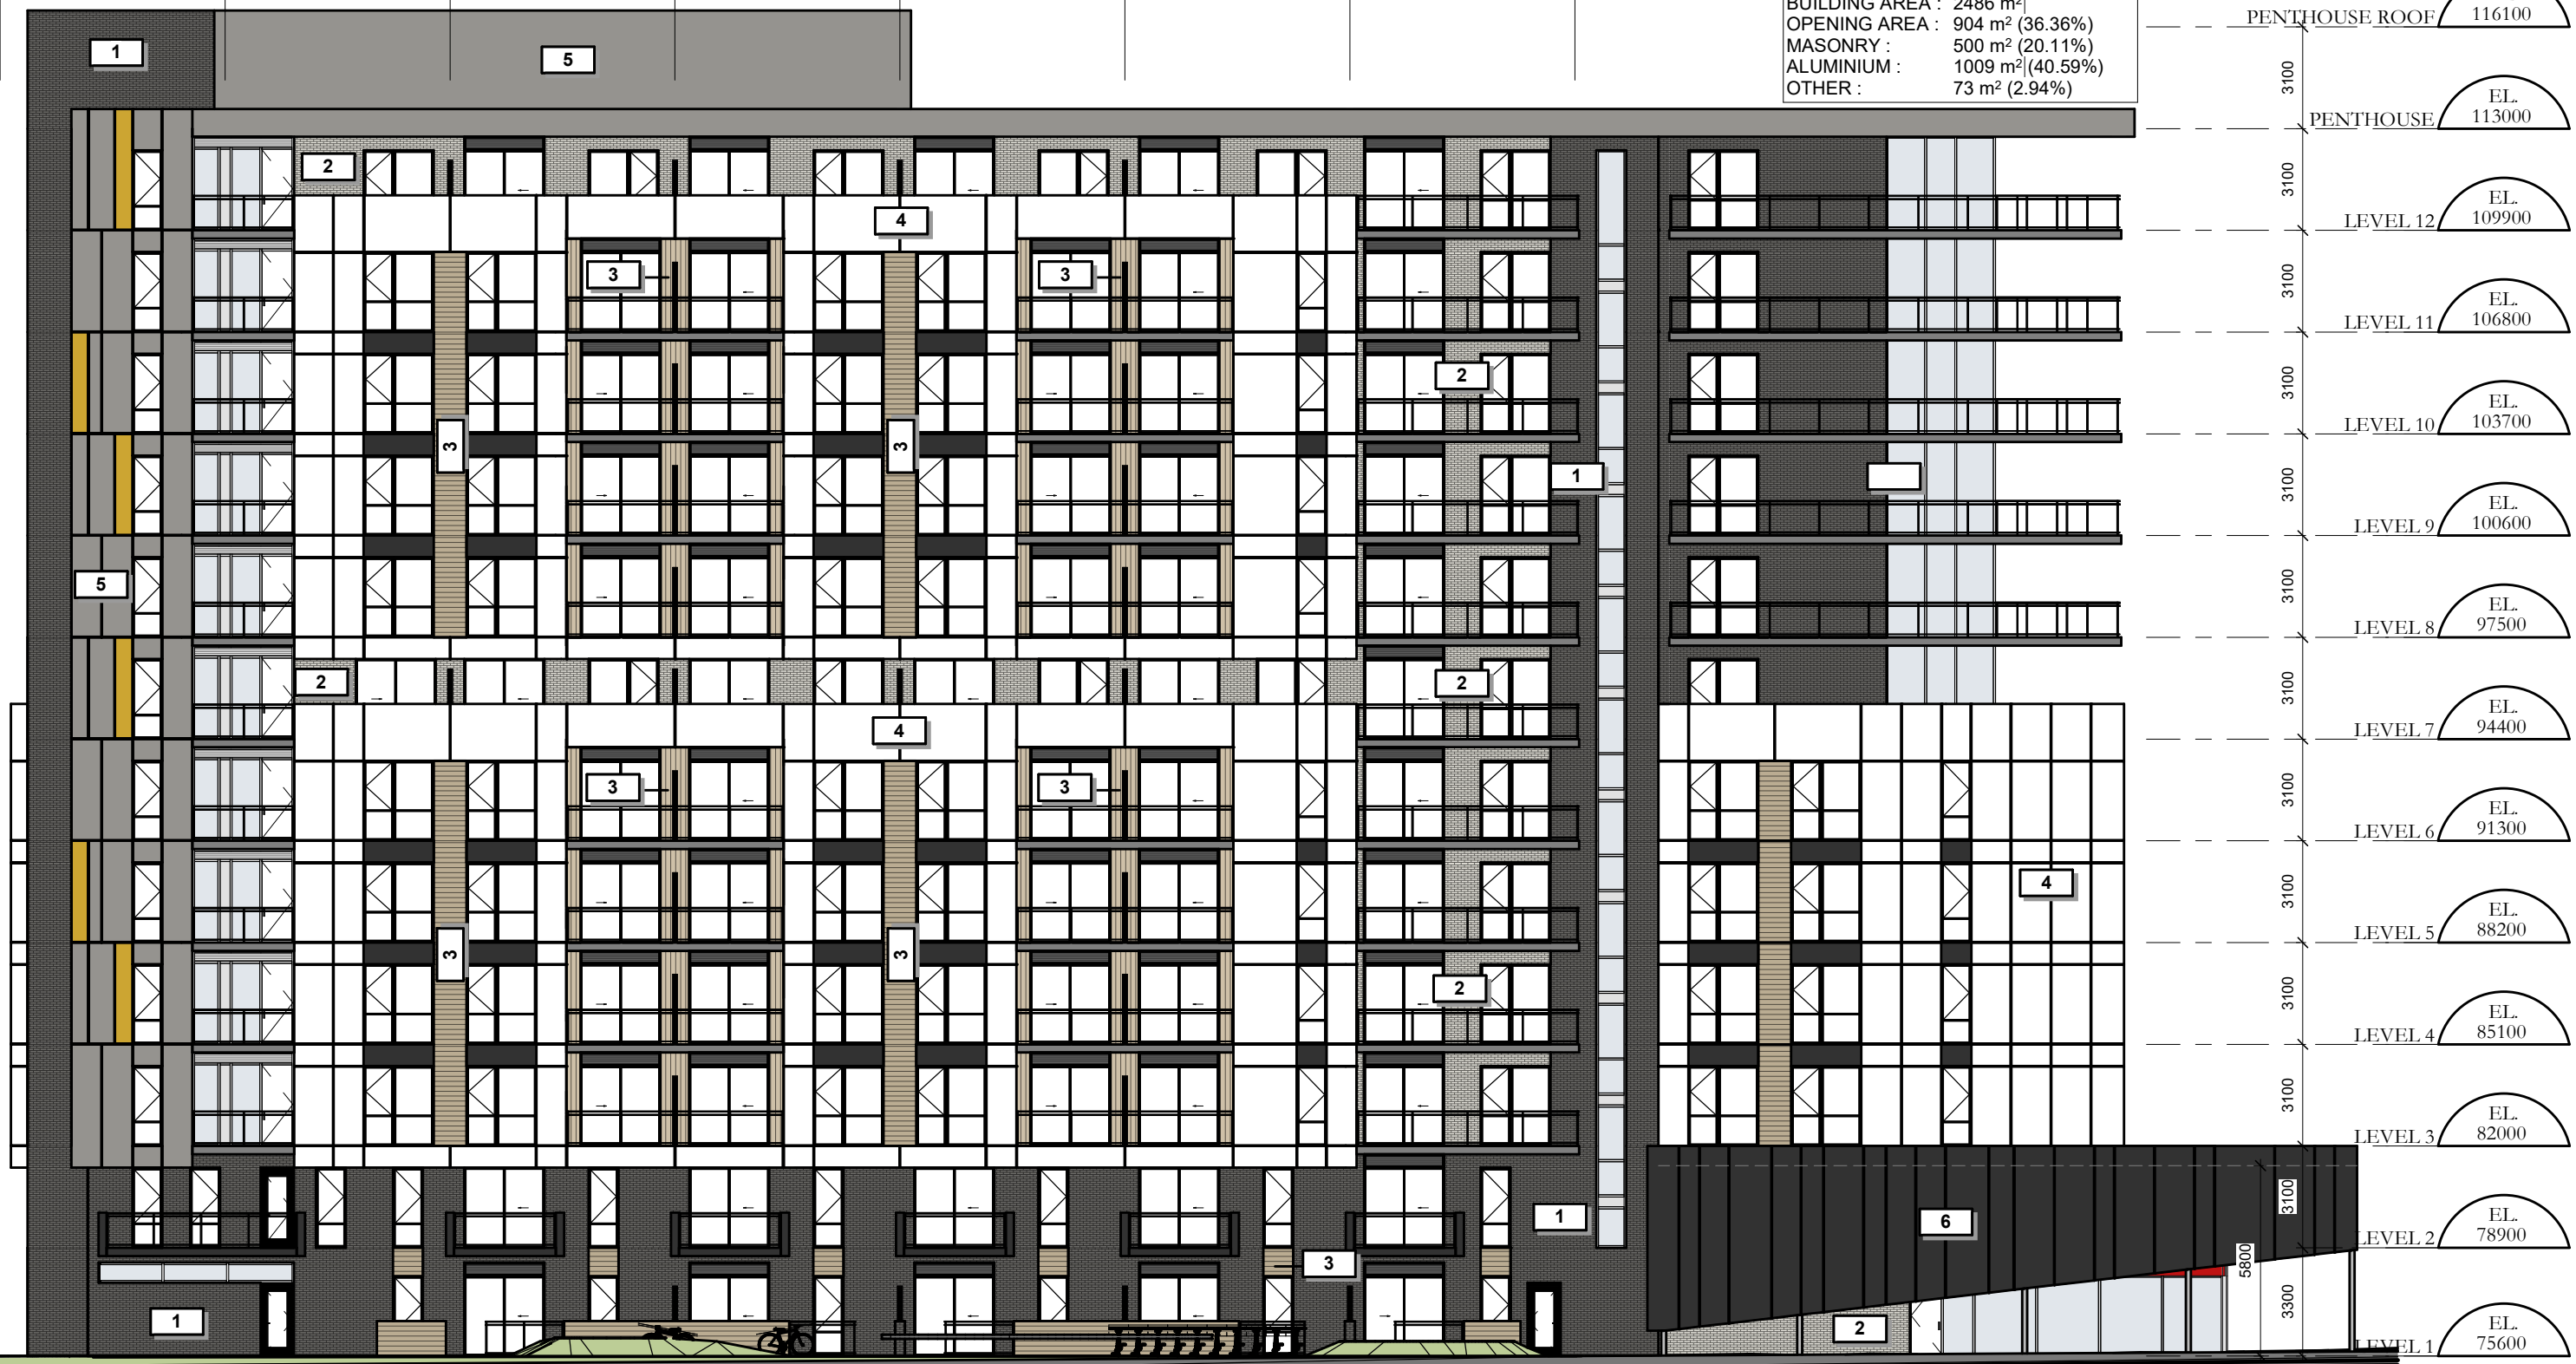 BUILDING AREA : 2486 m²
OPENING AREA : 904 m² (36.36%)
MASONRY : 500 m² (20.11%)
ALUMINIUM : 1009 m² (40.59%)
OTHER : 73 m² (2.94%)
PENTHOUSE ROOF 116100
3100
PENTHOUSE EL. 113000
3100
LEVEL 12 EL. 109900
3100
LEVEL 11 EL. 106800
3100
LEVEL 10 EL. 103700
3100
LEVEL 9 EL. 100600
3100
LEVEL 8 EL. 97500
3100
LEVEL 7 EL. 94400
3100
LEVEL 6 EL. 91300
3100
LEVEL 5 EL. 88200
3100
LEVEL 4 EL. 85100
3100
LEVEL 3 EL. 82000
3100
LEVEL 2 EL. 78900
5800
3300
LEVEL 1 EL. 75600
1
5
2
4
3
3
2
3
3
1
5
2
2
4
3
3
4
3
3
2
1
6
3
1
2